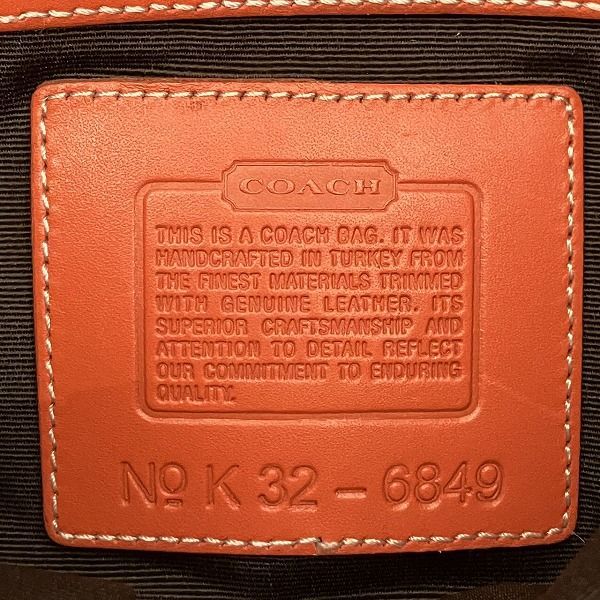 COACH
THIS IS A COACH BAG. IT WAS
HANDCRAFTED IN TURKEY FROM
THE FINEST MATERIALS TRIMMED
WITH GENUINE LEATHER. ITS
SUPERIOR CRAFTSMANSHIP AND
ATTENTION TO DETAIL REFLECT
OUR COMMITMENT TO ENDURING
QUALITY.
Nº K 32 - 6849